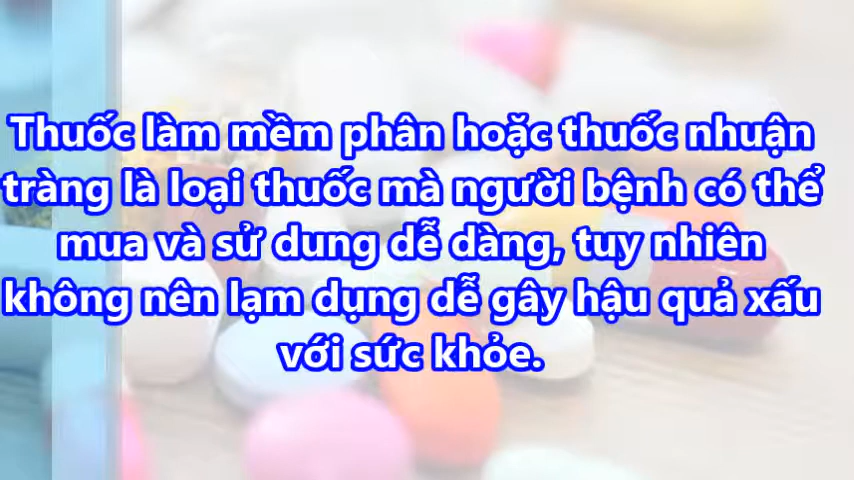 Thuốc làm mềm phân hoặc thuốc nhuận
tràng là loại thuốc mà người bệnh có thể
mua và sử dung dễ dàng, tuy nhiên
không nên lạm dụng dễ gây hậu quả xấu
với sức khỏe.